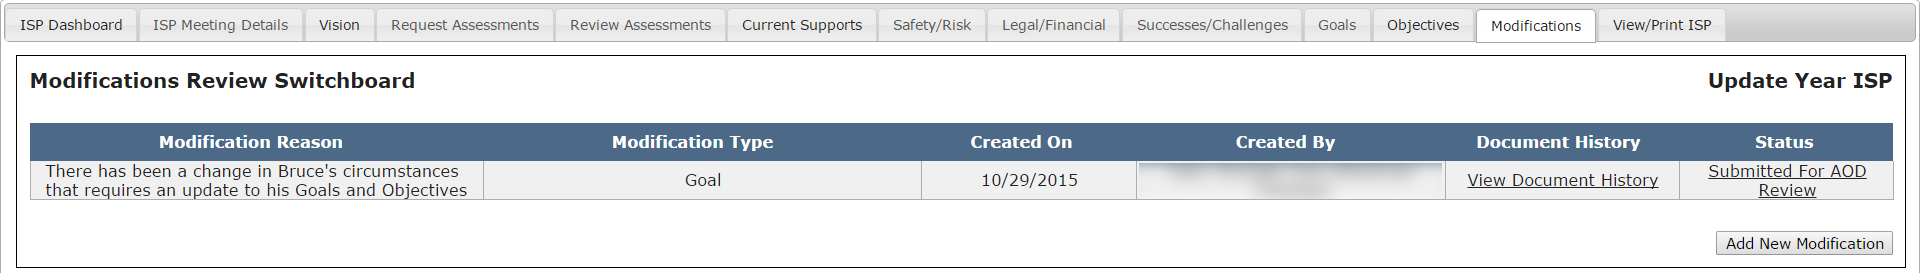 ISP Dashboard ISP Meeting Details Vision Request Assessments Review Assessments Current Supports Safety/Risk Legal/Financial Successes/Challenges Goals Objectives Modifications View/Print ISP
Modifications Review Switchboard Update Year ISP
Modification Reason Modification Type Created On Created By Document History Status
There has been a change in Bruce's circumstances
that requires an update to his Goals and Objectives
Goal
10/29/2015
View Document History
Submitted For AOD
Review
Add New Modification